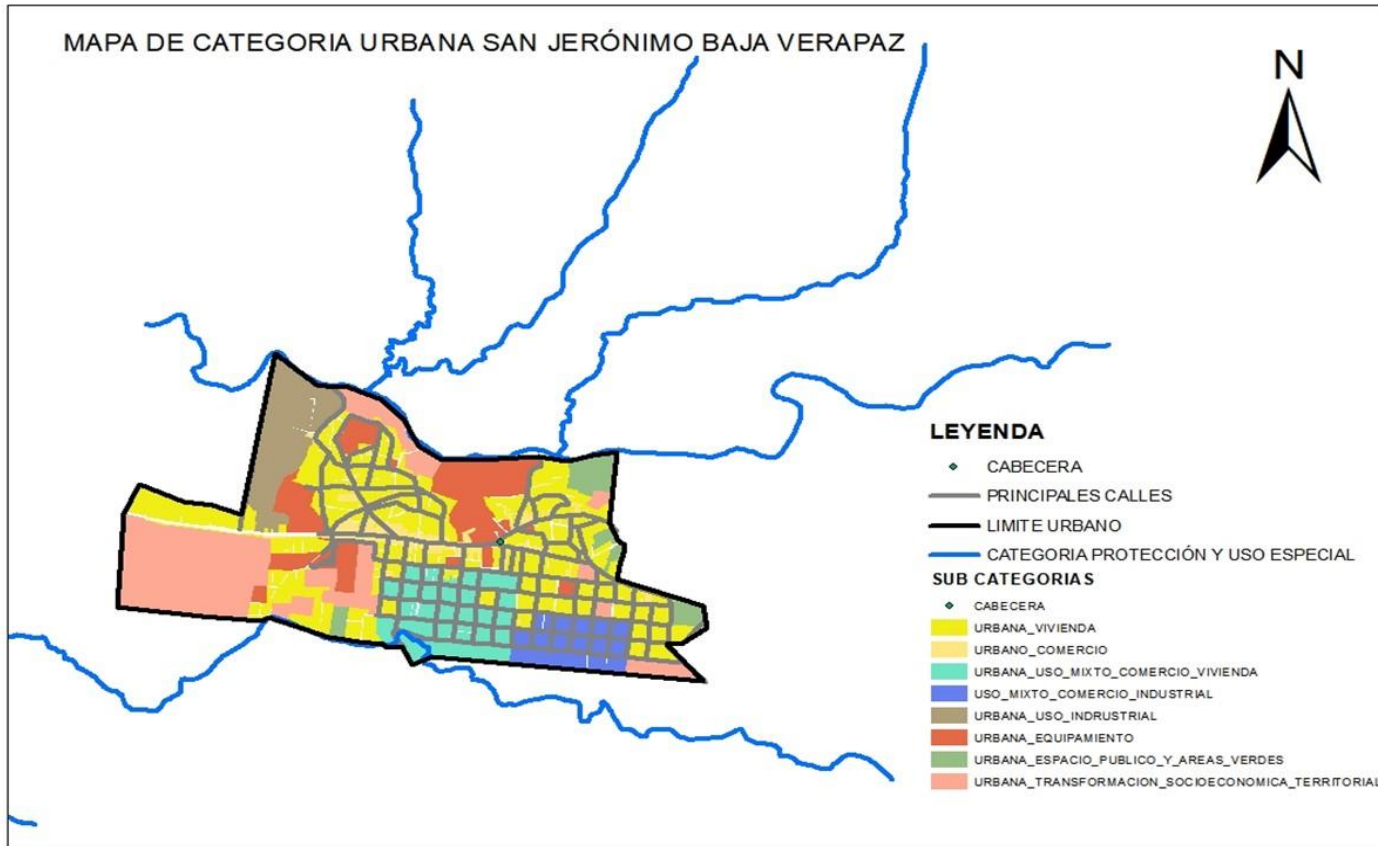 MAPA DE CATEGORIA URBANA SAN JERÓNIMO BAJA VERAPAZ
N
LEYENDA
CABECERA
PRINCIPALES CALLES
LIMITE URBANO
CATEGORIA PROTECCIÓN Y USO ESPECIAL
SUB CATEGORIAS
CABECERA
URBANA_VIVIENDA
URBANO_COMERCIO
URBANA_USO_MIXTO_COMERCIO_VIVIENDA
USO_MIXTO_COMERCIO_INDUSTRIAL
URBANA_USO_INDRUSTRIAL
URBANA_EQUIPAMIENTO
URBANA_ESPACIO_PUBLICO_Y_AREAS_VERDES
URBANA_TRANSFORMACION_SOCIOECONOMICA_TERRITORIAL